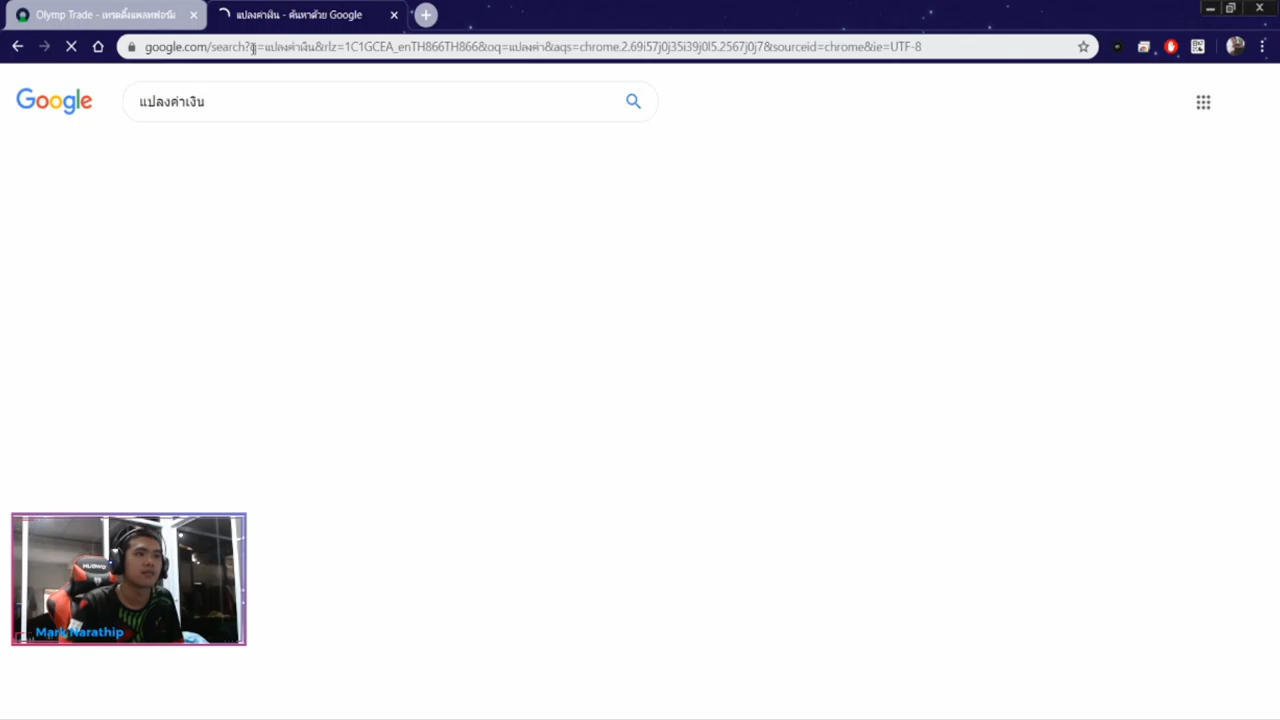 Olymp Trade - เทรดดิ้งแพลทฟอร์ม
แปลงค่าเงิน - ค้นหาด้วย Google
google.com/search?q=แปลงค่าเงิน&rlz=1C1GCEA_enTH866TH866&oq=แปลงค่า&aqs=chrome.2.69i57j0j35i39j0l5.2567j0j7&sourceid=chrome&ie=UTF-8
Google
แปลงค่าเงิน
Mark Narathip